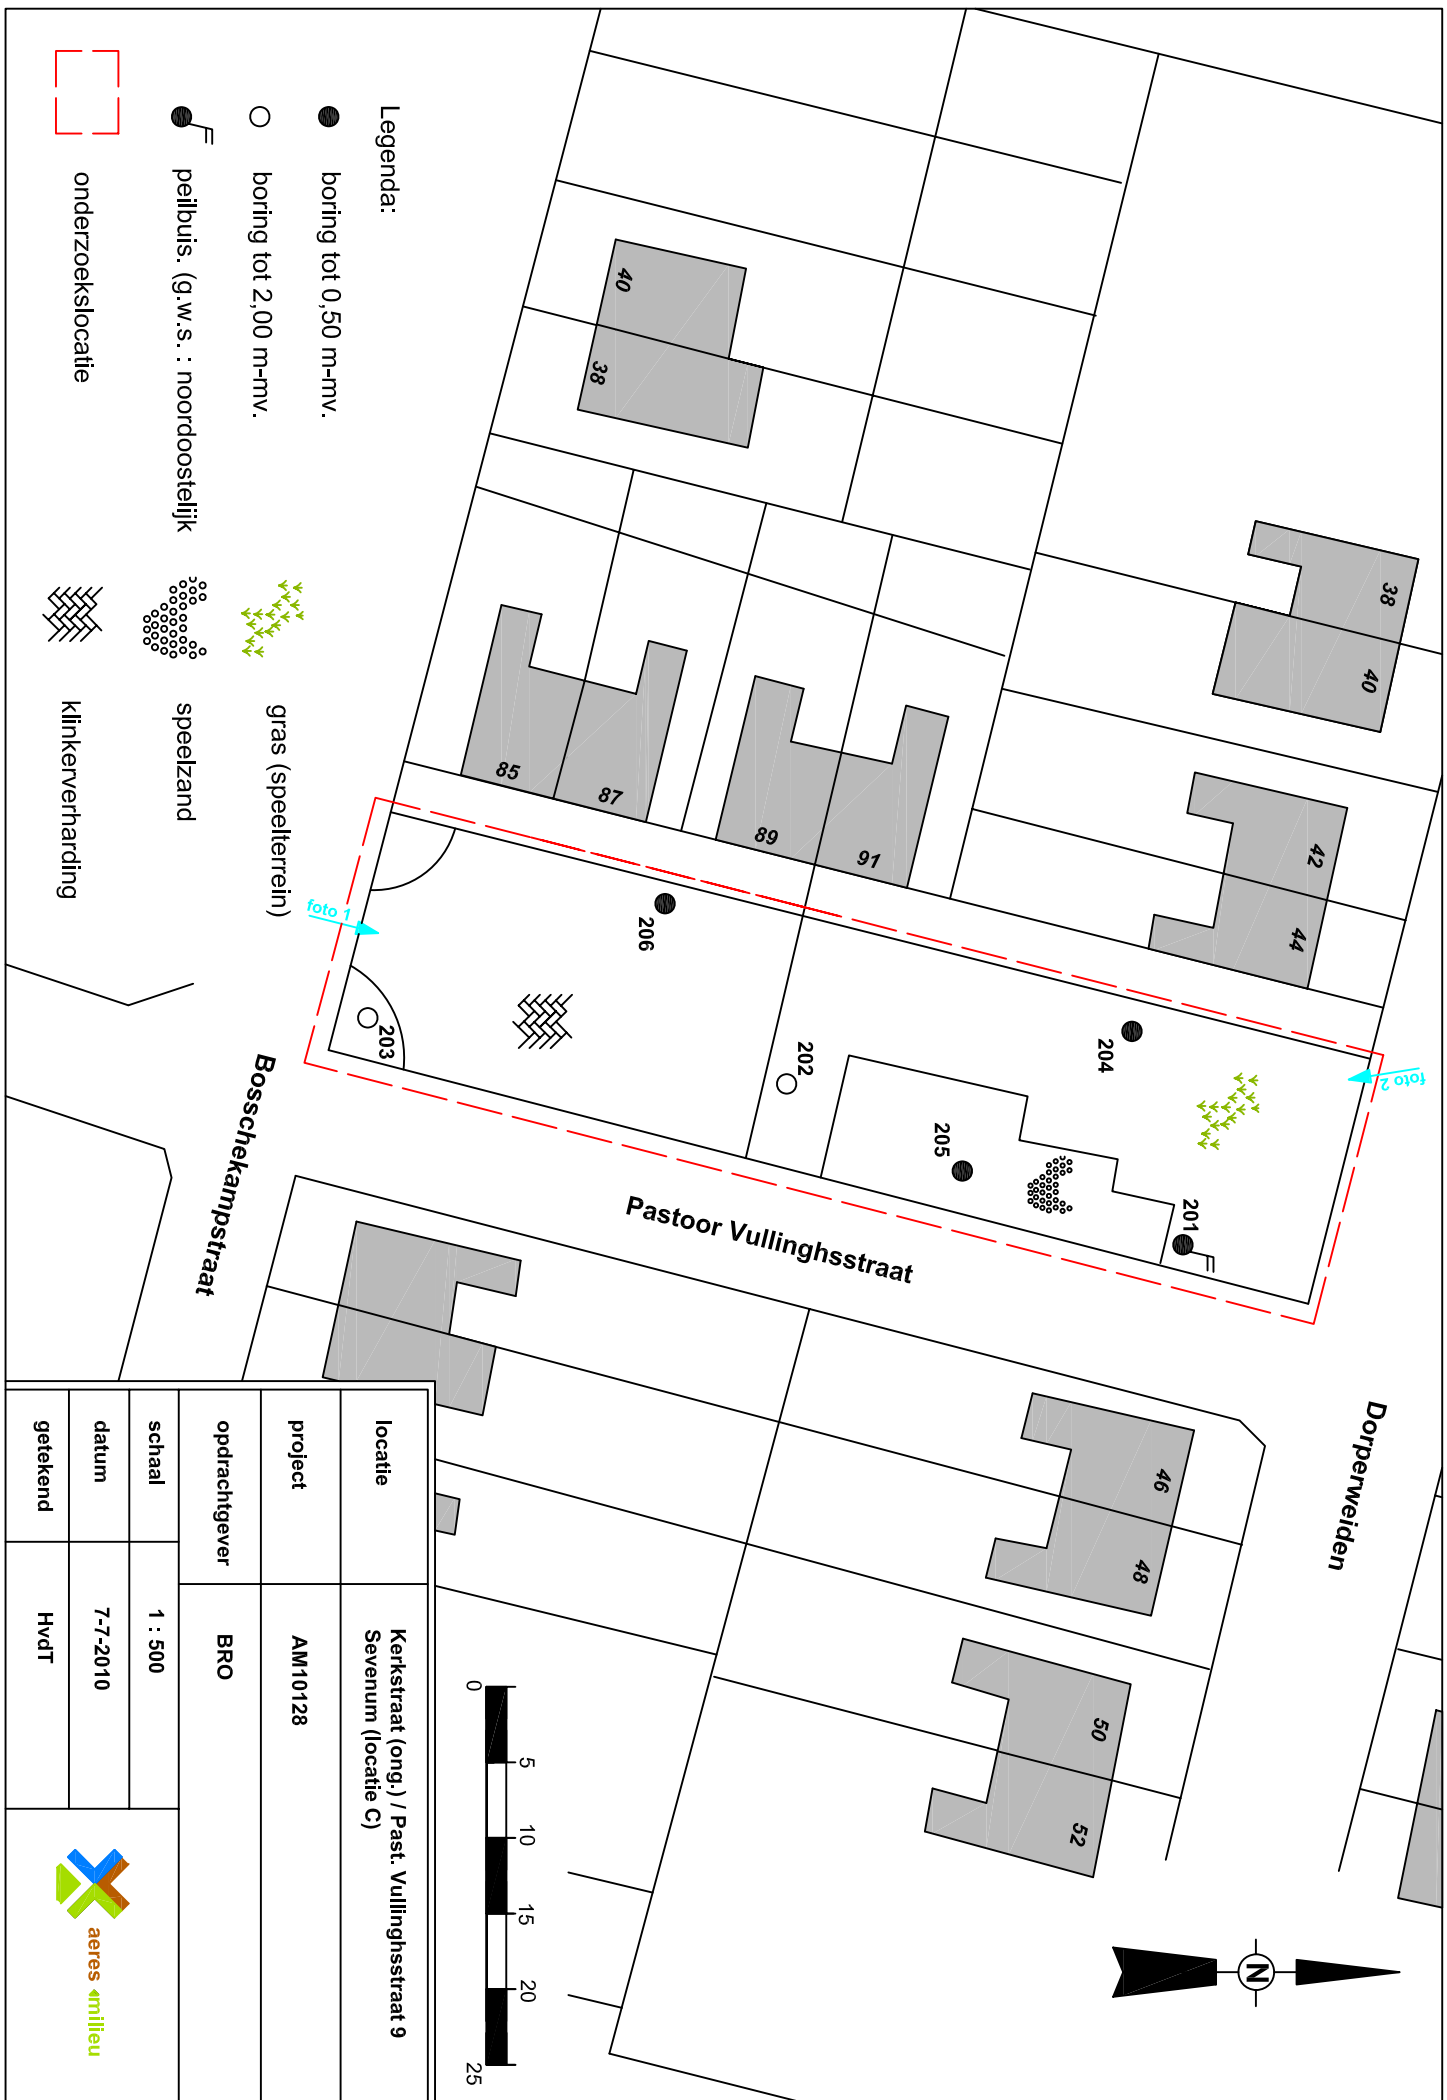 38
40
42
44
Dorperweiden
foto 2
40
38
85
87
89
91
204
201
205
202
206
203
foto 1
46
48
50
52
Pastoor Vullinghsstraat
Bosschekampstraat
N
Legenda:
boring tot 0,50 m-mv.
boring tot 2,00 m-mv.
peilbuis. (g.w.s. : noordoostelijk
onderzoekslocatie
gras (speelterrein)
speelzand
klinkerverharding
0 5 10 15 20 25
locatie Kerkstraat (ong.) / Past. Vullinghsstraat 9
Sevenum (locatie C)
project AM10128
opdrachtgever BRO
schaal 1 : 500
datum 7-7-2010
getekend HvdT
aeres milieu